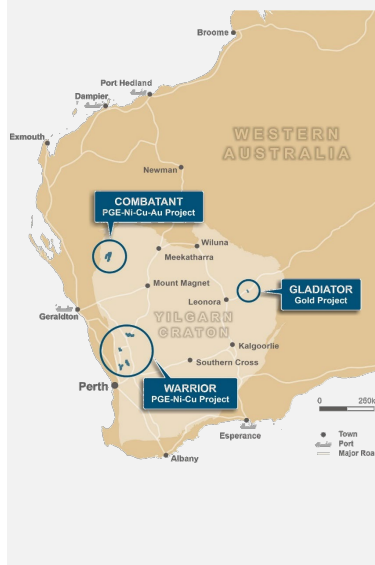 Broome
Port Hedland
Dampier
Exmouth
WESTERN
AUSTRALIA
Newman
COMBATANT
PGE-Ni-Cu-Au Project
Wiluna
Meekatharra
GLADIATOR
Gold Project
Mount Magnet
Leonora
Geraldton
YILGARN
CRATON
Kalgoorlie
Southern Cross
Perth
WARRIOR
PGE-Ni-Cu Project
0 260k
Esperance
Town
Port
Major Roa
Albany